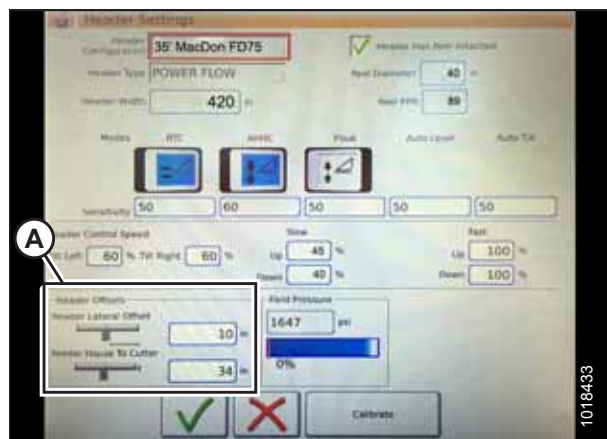 Header Settings
Header Configuration 35' MacDon FD75
Header Has Reel Attached
Header Type POWER FLOW
Reel Diameter 40 in
Header Width 420 in
Reel PPR 89
Modes RTC AHHC Float Auto Level Auto Tilt
Sensitivity 50 60 50 50 50
A
Header Control Speed
Slow
Fast
Tilt Left 60 % Tilt Right 60 %
Up 45 %
Up 100 %
Down 40 %
Down 100 %
Header Offsets
Field Pressure
Header Lateral Offset
10 in
1647 psi
Feeder House To Cutter
34 in
0%
Calibrate
1018433